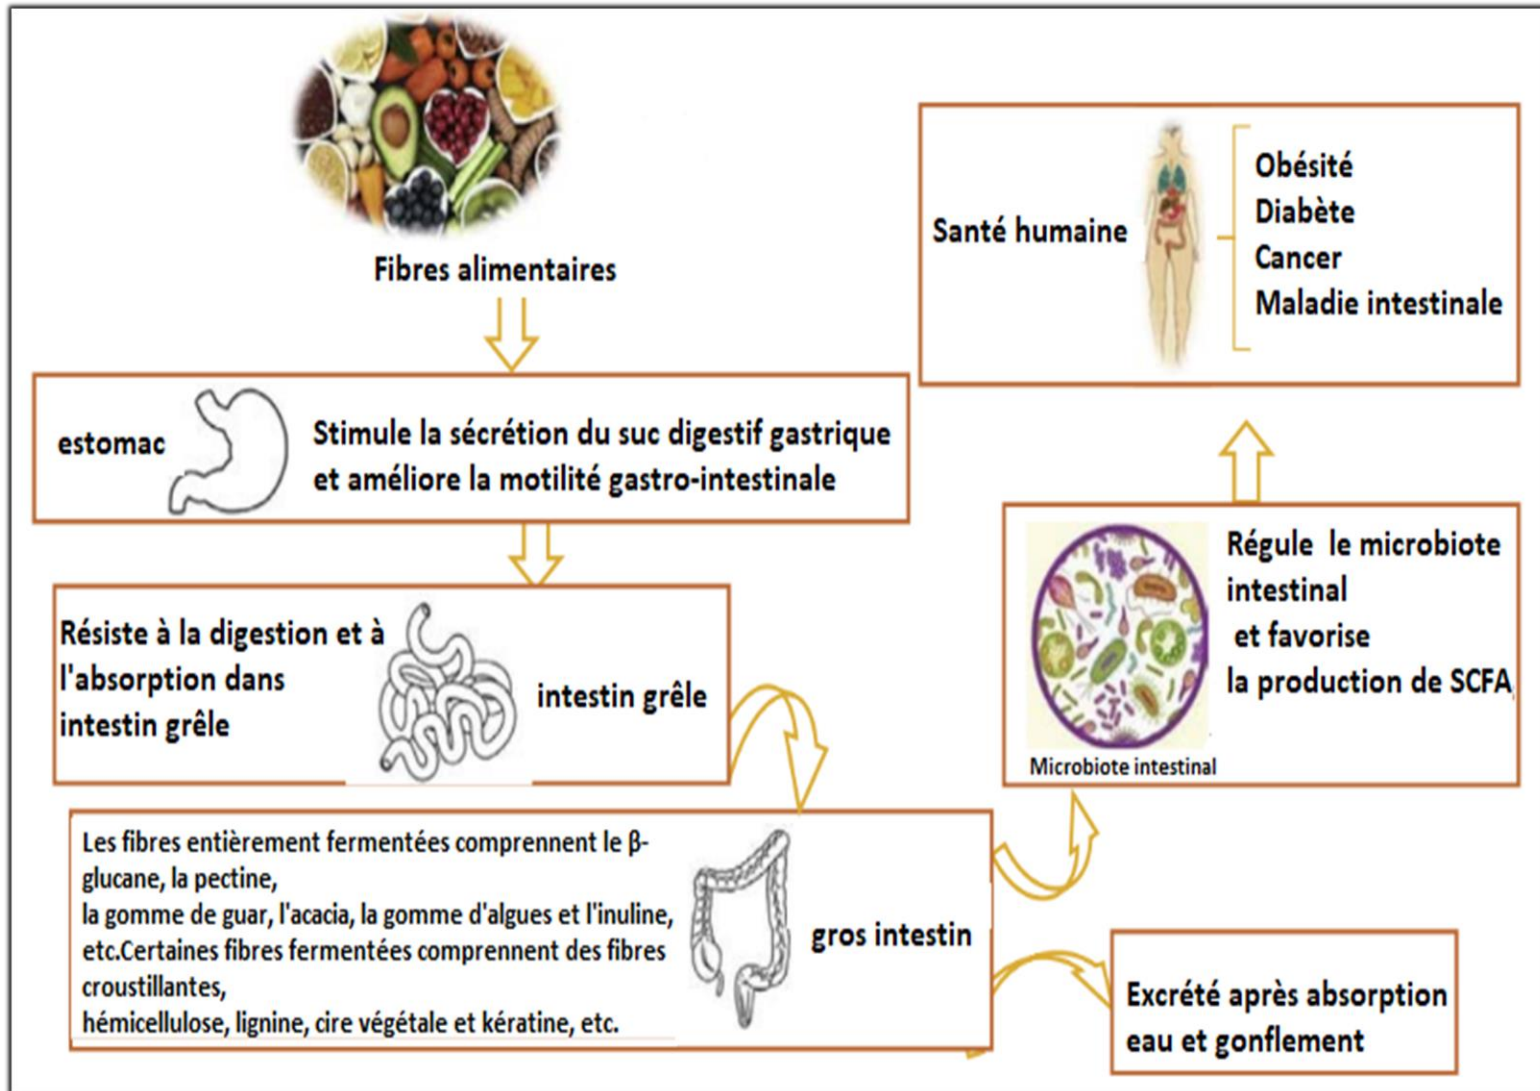 Fibres alimentaires
estomac
Stimule la sécrétion du suc digestif gastrique
et améliore la motilité gastro-intestinale
Résiste à la digestion et à
l'absorption dans
intestin grêle
intestin grêle
Les fibres entièrement fermentées comprennent le β-
glucane, la pectine,
la gomme de guar, l'acacia, la gomme d'algues et l'inuline,
etc.Certaines fibres fermentées comprennent des fibres
croustillantes,
hémicellulose, lignine, cire végétale et kératine, etc.
gros intestin
Excrété après absorption
eau et gonflement
Régule le microbiote
intestinal
et favorise
la production de SCFA,
Microbiote intestinal
Santé humaine
Obésité
Diabète
Cancer
Maladie intestinale